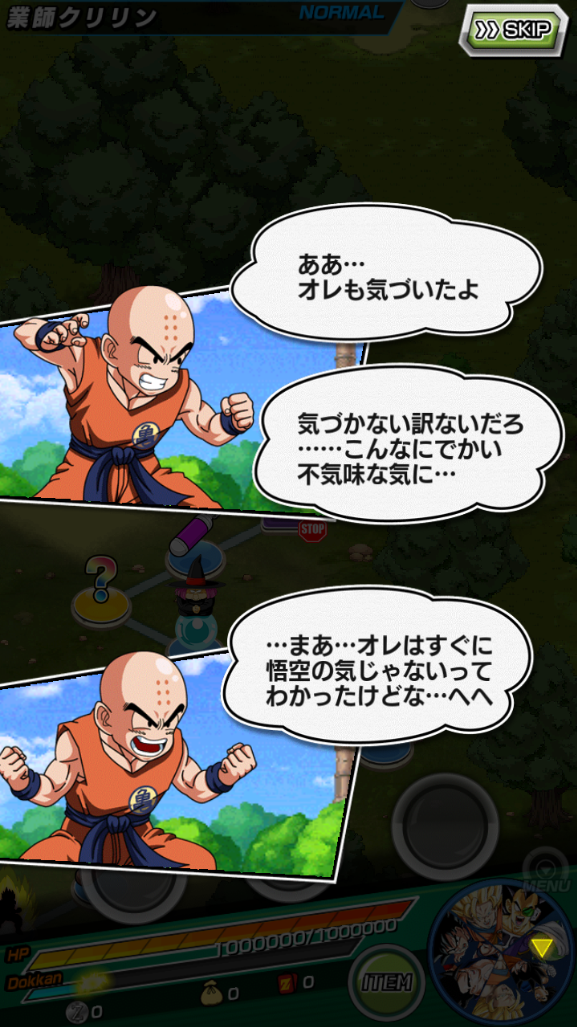 業師クリリン
NORMAL
SKIP
ああ…
オレも気づいたよ
気づかない訳ないだろ
……こんなにでかい
不気味な気に…
亀
STOP
?
…まあ…オレはすぐに
悟空の気じゃないって
わかったけどな…へへ
亀
MENU
HP
1000000/1000000
Dokkan
ITEM
Z 0
0
Z 0